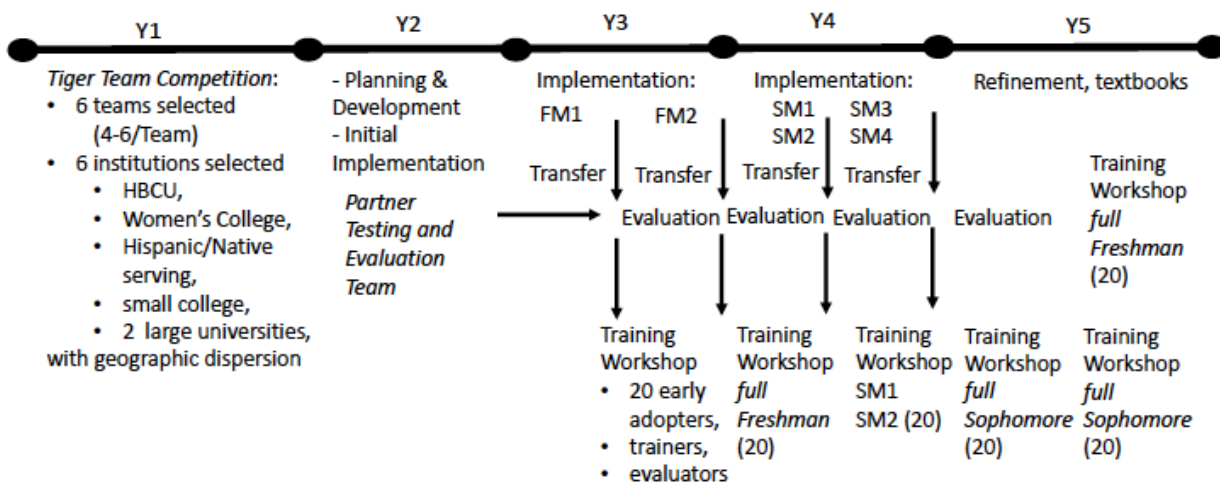 Y1
Y2
Y3
Y4
Y5
Tiger Team Competition:
• 6 teams selected
(4-6/Team)
• 6 institutions selected
• HBCU,
• Women's College,
• Hispanic/Native
serving,
• small college,
• 2 large universities,
with geographic dispersion
- Planning &
Development
- Initial
Implementation
Partner
Testing and
Evaluation
Team
Implementation:
FM1
FM2
Transfer
Transfer
Evaluation
Training
Workshop
• 20 early
adopters,
• trainers,
• evaluators
Implementation:
SM1
SM2
SM3
SM4
Transfer
Transfer
Evaluation
Evaluation
Training
Workshop
full
Freshman
(20)
Training
Workshop
SM1
SM2 (20)
Refinement, textbooks
Evaluation
Training
Workshop
full
Freshman
(20)
Training
Workshop
full
Sophomore
(20)
Training
Workshop
full
Sophomore
(20)